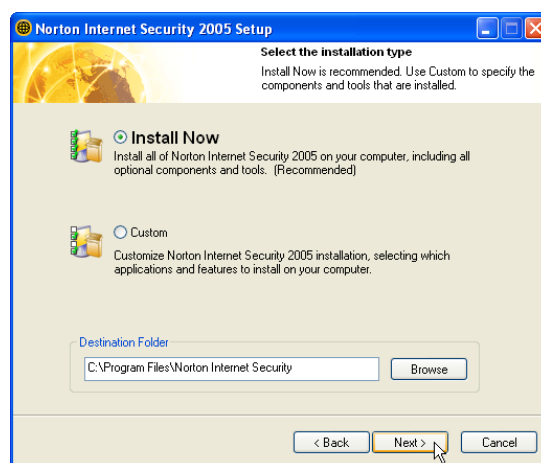 Norton Internet Security 2005 Setup
Select the installation type
Install Now is recommended. Use Custom to specify the
components and tools that are installed.
Install Now
Install all of Norton Internet Security 2005 on your computer, including all
optional components and tools. (Recommended)
Custom
Customize Norton Internet Security 2005 installation, selecting which
applications and features to install on your computer.
Destination Folder
C:\Program Files\Norton Internet Security
Browse
< Back Next > Cancel